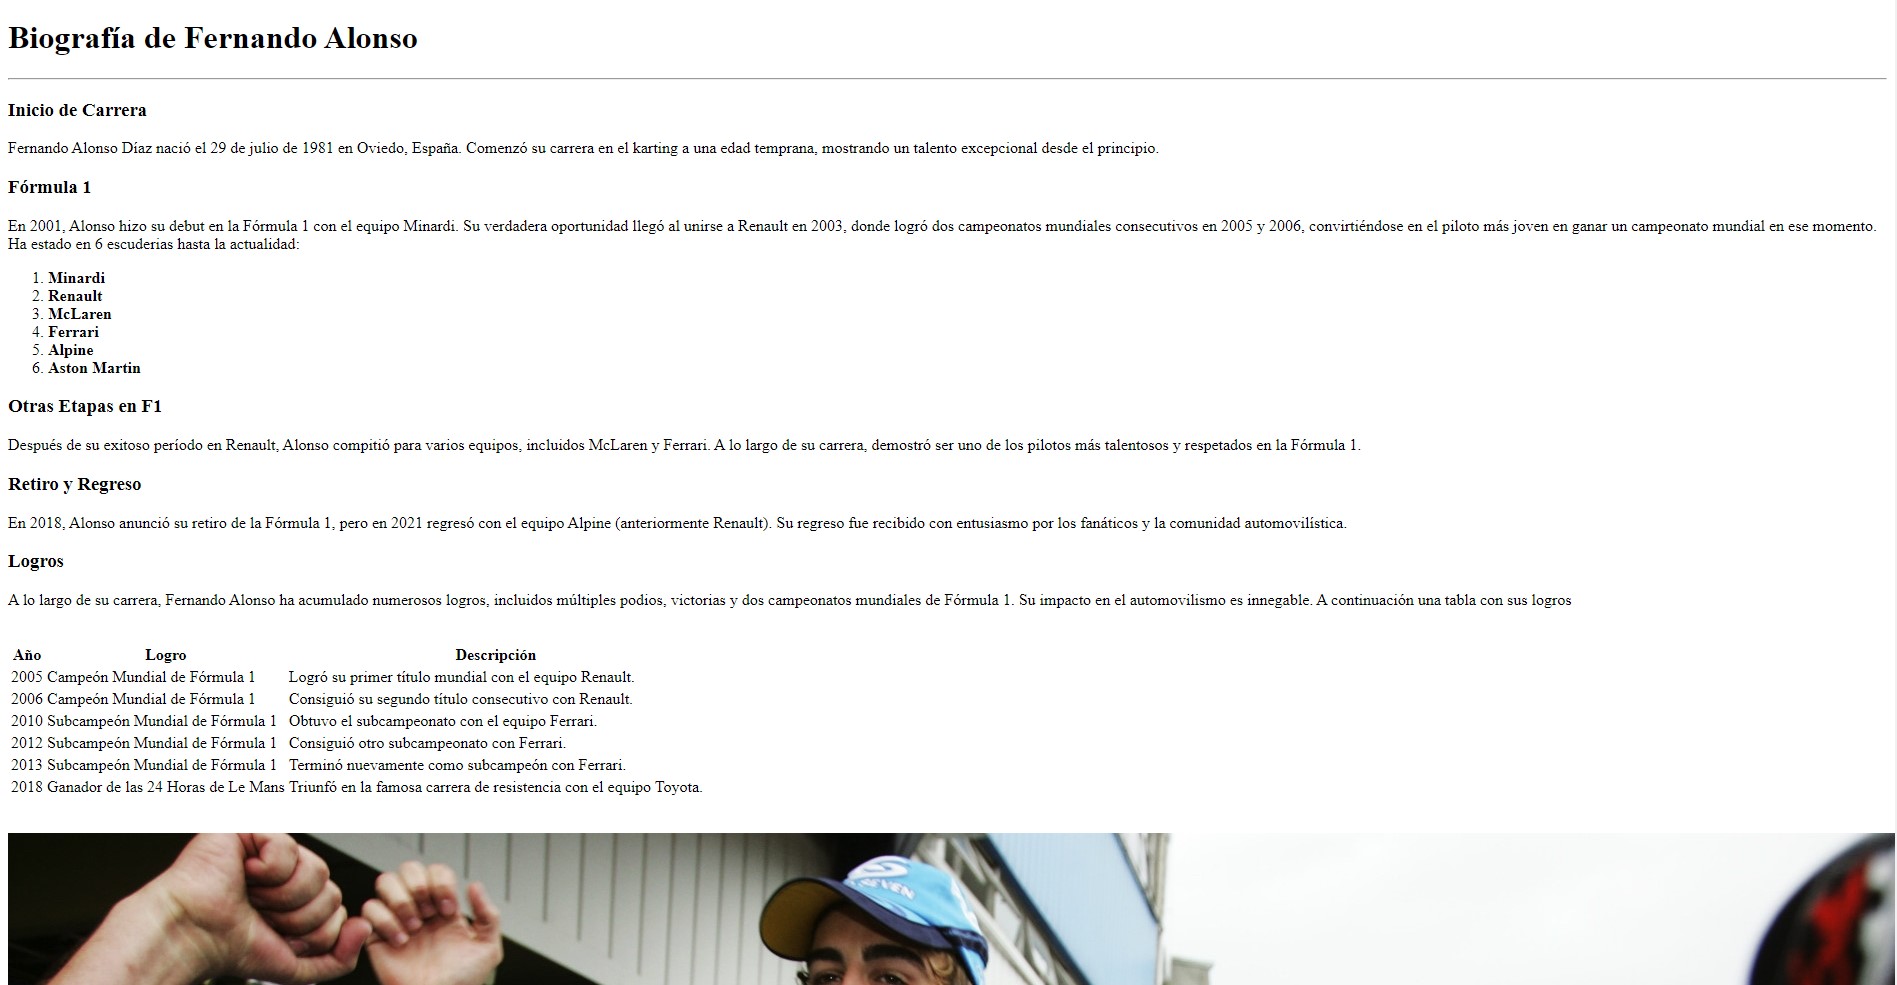 Biografía de Fernando Alonso
Inicio de Carrera
Fernando Alonso Díaz nació el 29 de julio de 1981 en Oviedo, España. Comenzó su carrera en el karting a una edad temprana, mostrando un talento excepcional desde el principio.
Fórmula 1
En 2001, Alonso hizo su debut en la Fórmula 1 con el equipo Minardi. Su verdadera oportunidad llegó al unirse a Renault en 2003, donde logró dos campeonatos mundiales consecutivos en 2005 y 2006, convirtiéndose en el piloto más joven en ganar un campeonato mundial en ese momento.
Ha estado en 6 escuderias hasta la actualidad:
1. Minardi
2. Renault
3. McLaren
4. Ferrari
5. Alpine
6. Aston Martin
Otras Etapas en F1
Después de su exitoso período en Renault, Alonso compitió para varios equipos, incluidos McLaren y Ferrari. A lo largo de su carrera, demostró ser uno de los pilotos más talentosos y respetados en la Fórmula 1.
Retiro y Regreso
En 2018, Alonso anunció su retiro de la Fórmula 1, pero en 2021 regresó con el equipo Alpine (anteriormente Renault). Su regreso fue recibido con entusiasmo por los fanáticos y la comunidad automovilística.
Logros
A lo largo de su carrera, Fernando Alonso ha acumulado numerosos logros, incluidos múltiples podios, victorias y dos campeonatos mundiales de Fórmula 1. Su impacto en el automovilismo es innegable. A continuación una tabla con sus logros
Año Logro Descripción
2005 Campeón Mundial de Fórmula 1 Logró su primer título mundial con el equipo Renault.
2006 Campeón Mundial de Fórmula 1 Consiguió su segundo título consecutivo con Renault.
2010 Subcampeón Mundial de Fórmula 1 Obtuvo el subcampeonato con el equipo Ferrari.
2012 Subcampeón Mundial de Fórmula 1 Consiguió otro subcampeonato con Ferrari.
2013 Subcampeón Mundial de Fórmula 1 Terminó nuevamente como subcampeón con Ferrari.
2018 Ganador de las 24 Horas de Le Mans Triunfó en la famosa carrera de resistencia con el equipo Toyota.